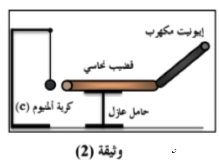 إيبونيت مكهرب
قضيب نحاسي
كرية ألمنيوم (c)
حامل عازل
وثيقة (2)